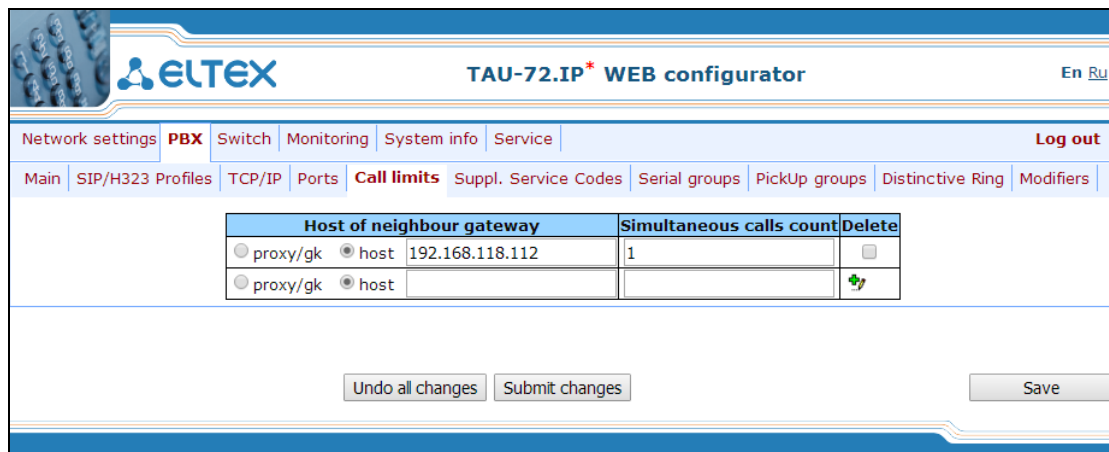 ELTEX TAU-72.IP* WEB configurator En Ru
Network settings PBX Switch Monitoring System info Service Log out
Main SIP/H323 Profiles TCP/IP Ports Call limits Suppl. Service Codes Serial groups PickUp groups Distinctive Ring Modifiers
Host of neighbour gateway Simultaneous calls count Delete
proxy/gk host 192.168.118.112 1
proxy/gk host
Undo all changes Submit changes Save